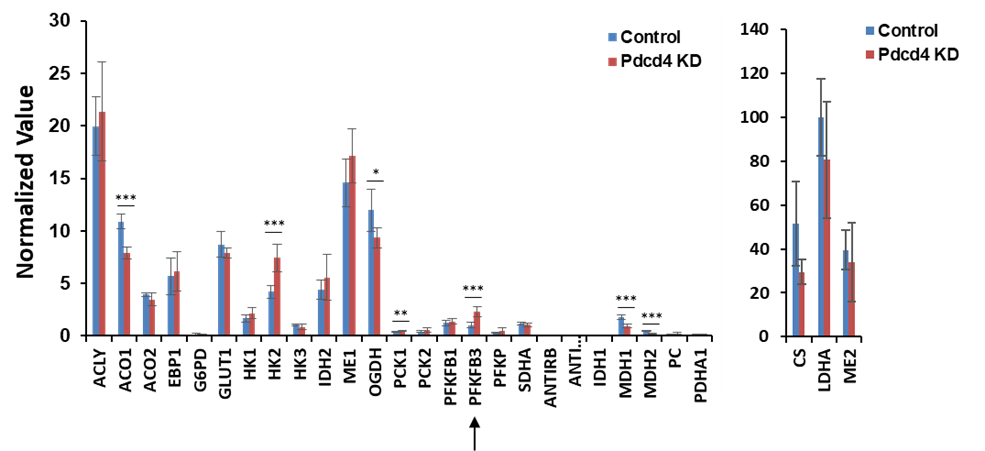 Normalized Value
30
25
20
15
10
5
0
Control
Pdcd4 KD
***
***
*
**
***
***
***
ACLY
ACO1
ACO2
EBP1
G6PD
GLUT1
HK1
HK2
HK3
IDH2
ME1
OGDH
PCK1
PCK2
PFKFB1
PFKFB3
PFKP
SDHA
ANTIRB
ANTI...
IDH1
MDH1
MDH2
PC
PDHA1
140
120
100
80
60
40
20
0
Control
Pdcd4 KD
CS
LDHA
ME2